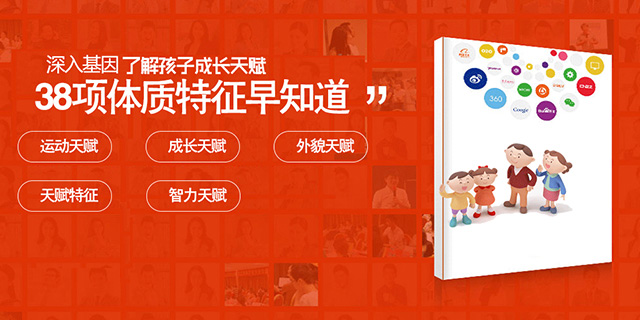 深入基因了解孩子成长天赋
38项体质特征早知道 ”
运动天赋 成长天赋 外貌天赋
天赋特征 智力天赋
360
Google